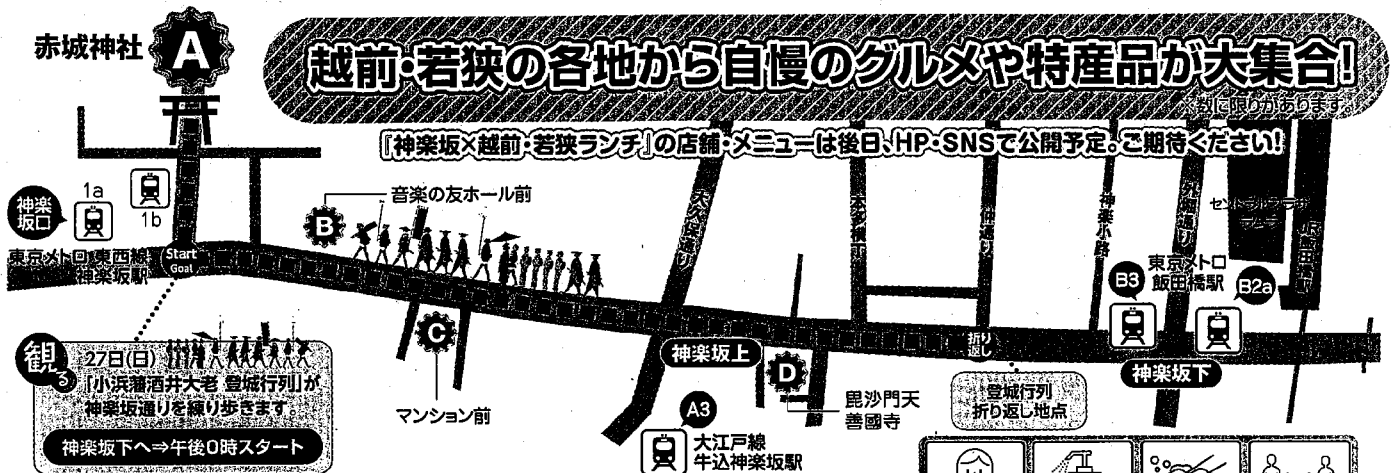 赤城神社
A
越前・若狭の各地から自慢のグルメや特産品が大集合!
※数に限りがあります。
『神楽坂×越前・若狭ランチ』の店舗・メニューは後日、HP・SNSで公開予定。ご期待ください!
神楽
坂口
1a
1b
東京メトロ 東西線
神楽坂駅
Start
Goal
B
音楽の友ホール前
C
マンション前
大久保通り
本多横丁
仲通り
神楽小路
外堀通り
セントラルプラザ
ラムラ
JR飯田橋駅
東京メトロ
飯田橋駅
B3
B2a
神楽坂上
神楽坂下
折り
返し
登城行列
折り返し地点
D
毘沙門天
善國寺
A3
大江戸線
牛込神楽坂駅
観る
27日(日)
「小浜藩酒井大老 登城行列」が
神楽坂通りを練り歩きます。
神楽坂下へ⇒午後0時スタート